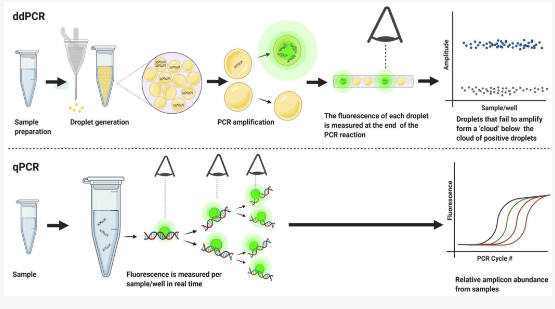 ddPCR
Amplitude
Sample
preparation
Droplet generation
PCR amplification
The fluorescence of each droplet
is measured at the end of the
PCR reaction
Sample/well
Droplets that fail to amplify
form a 'cloud' below the
cloud of positive droplets
qPCR
Fluorescence
Sample
Fluorescence is measured per
sample/well in real time
PCR Cycle #
Relative amplicon abundance
from samples